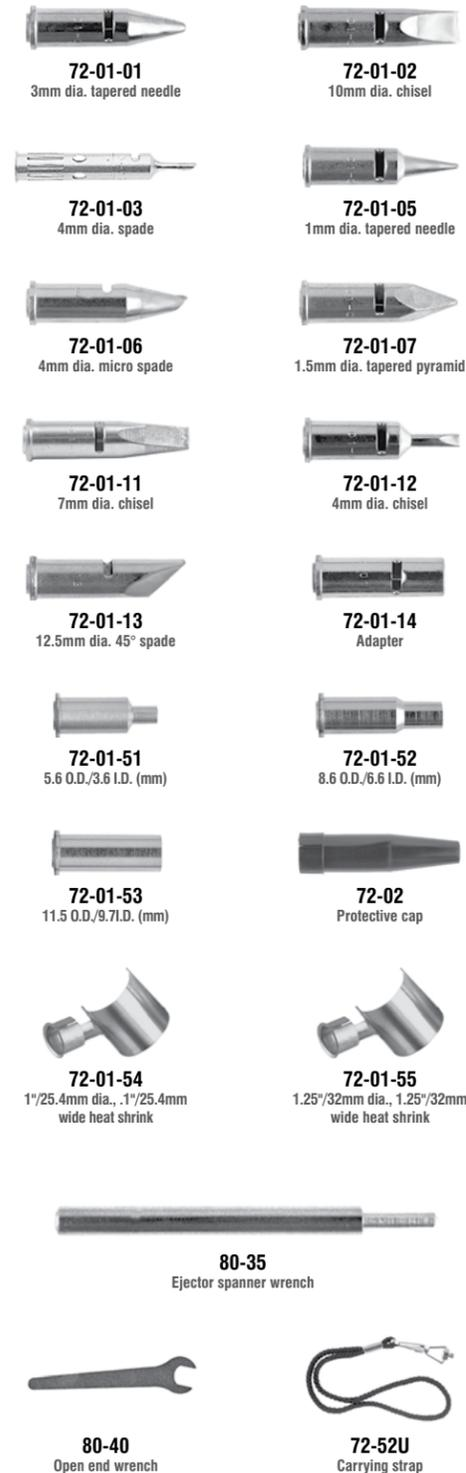 72-01-01
3mm dia. tapered needle
72-01-02
10mm dia. chisel
72-01-03
4mm dia. spade
72-01-05
1mm dia. tapered needle
72-01-06
4mm dia. micro spade
72-01-07
1.5mm dia. tapered pyramid
72-01-11
7mm dia. chisel
72-01-12
4mm dia. chisel
72-01-13
12.5mm dia. 45° spade
72-01-14
Adapter
72-01-51
5.6 O.D./3.6 I.D. (mm)
72-01-52
8.6 O.D./6.6 I.D. (mm)
72-01-53
11.5 O.D./9.7I.D. (mm)
72-02
Protective cap
72-01-54
1"/25.4mm dia., .1"/25.4mm
wide heat shrink
72-01-55
1.25"/32mm dia., 1.25"/32mm
wide heat shrink
80-35
Ejector spanner wrench
80-40
Open end wrench
72-52U
Carrying strap